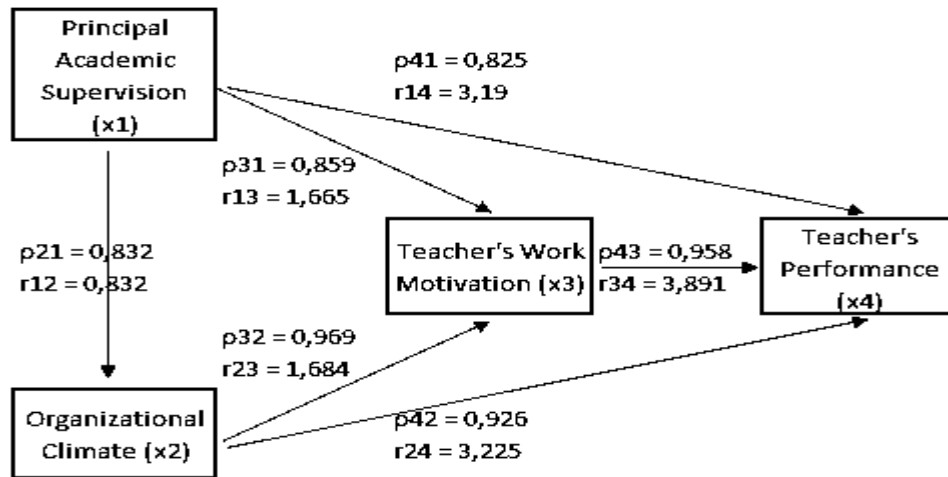 Principal
Academic
Supervision
(x1)
ρ41 = 0,825
r14 = 3,19
ρ31 = 0,859
r13 = 1,665
ρ21 = 0,832
r12 = 0,832
Teacher's Work
Motivation (x3)
ρ43 = 0,958
r34 = 3,891
Teacher's
Performance
(x4)
ρ32 = 0,969
r23 = 1,684
Organizational
Climate (x2)
ρ42 = 0,926
r24 = 3,225